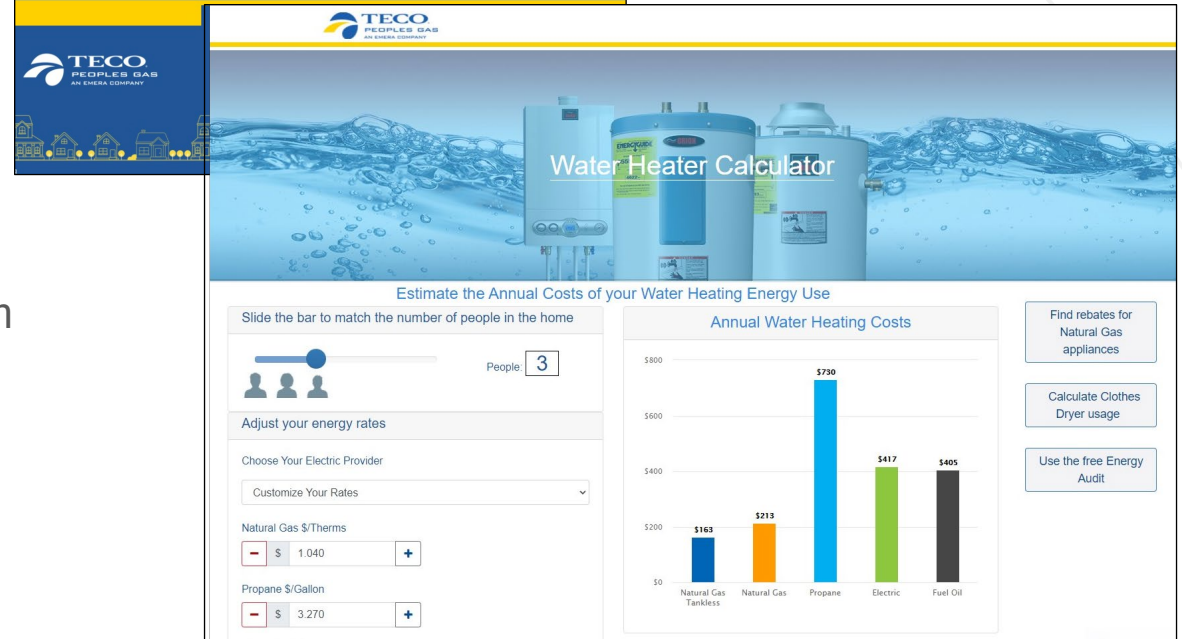 TECO
PEOPLES GAS
AN EMERA COMPANY
TECO
PEOPLES GAS
AN EMERA COMPANY
ENERGYGUIDE
Water Heater Calculator
Estimate the Annual Costs of your Water Heating Energy Use
Slide the bar to match the number of people in the home
People: 3
Adjust your energy rates
Choose Your Electric Provider
Customize Your Rates
Natural Gas $/Therms
− $ 1.040 +
Propane $/Gallon
− $ 3.270 +
Annual Water Heating Costs
$800
$600
$400
$200
$0
$163
$213
$730
$417
$405
Natural Gas Tankless
Natural Gas
Propane
Electric
Fuel Oil
Find rebates for
Natural Gas
appliances
Calculate Clothes
Dryer usage
Use the free Energy
Audit